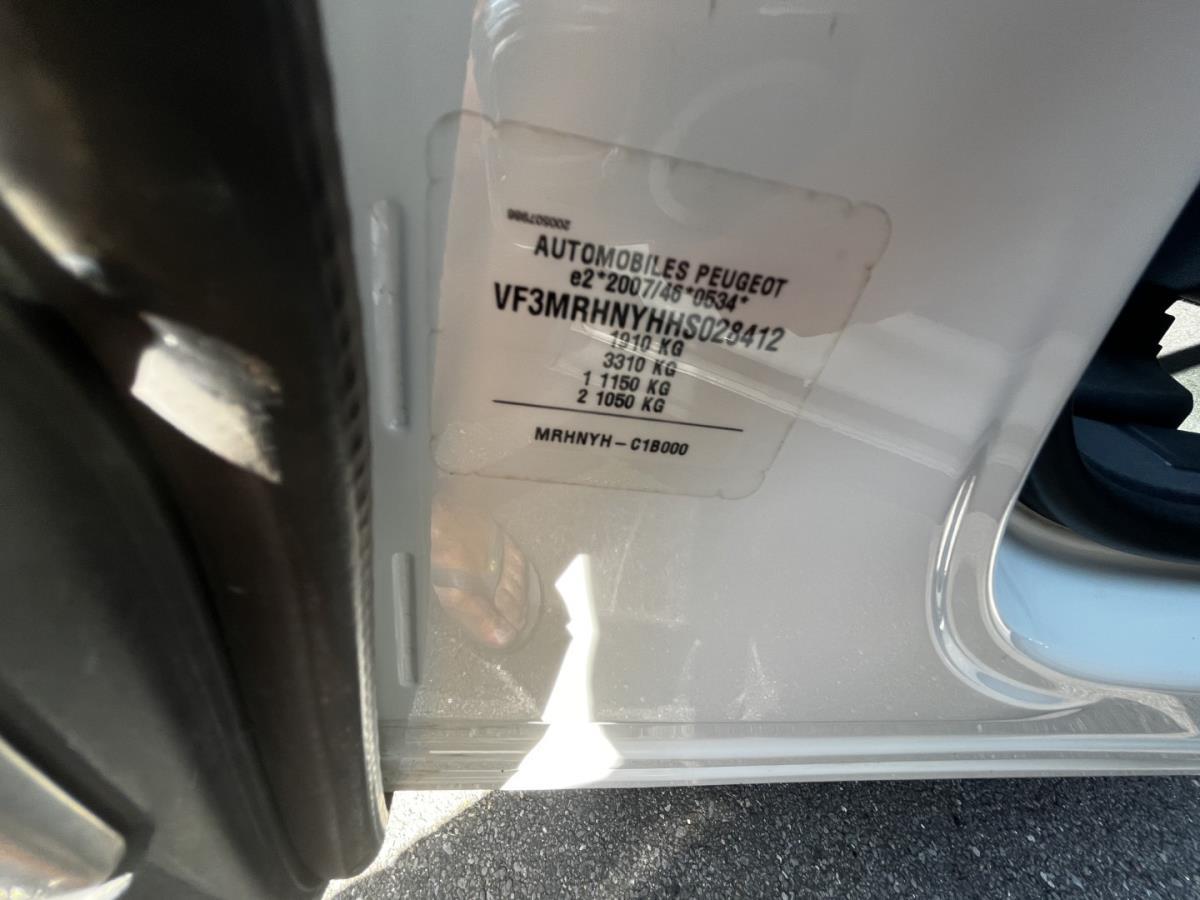 200507986
AUTOMOBILES PEUGEOT
e2*2007/46*0534*
VF3MRHNYHHS028412
1910 KG
3310 KG
1 1150 KG
2 1050 KG
MRHNYH-C1B000